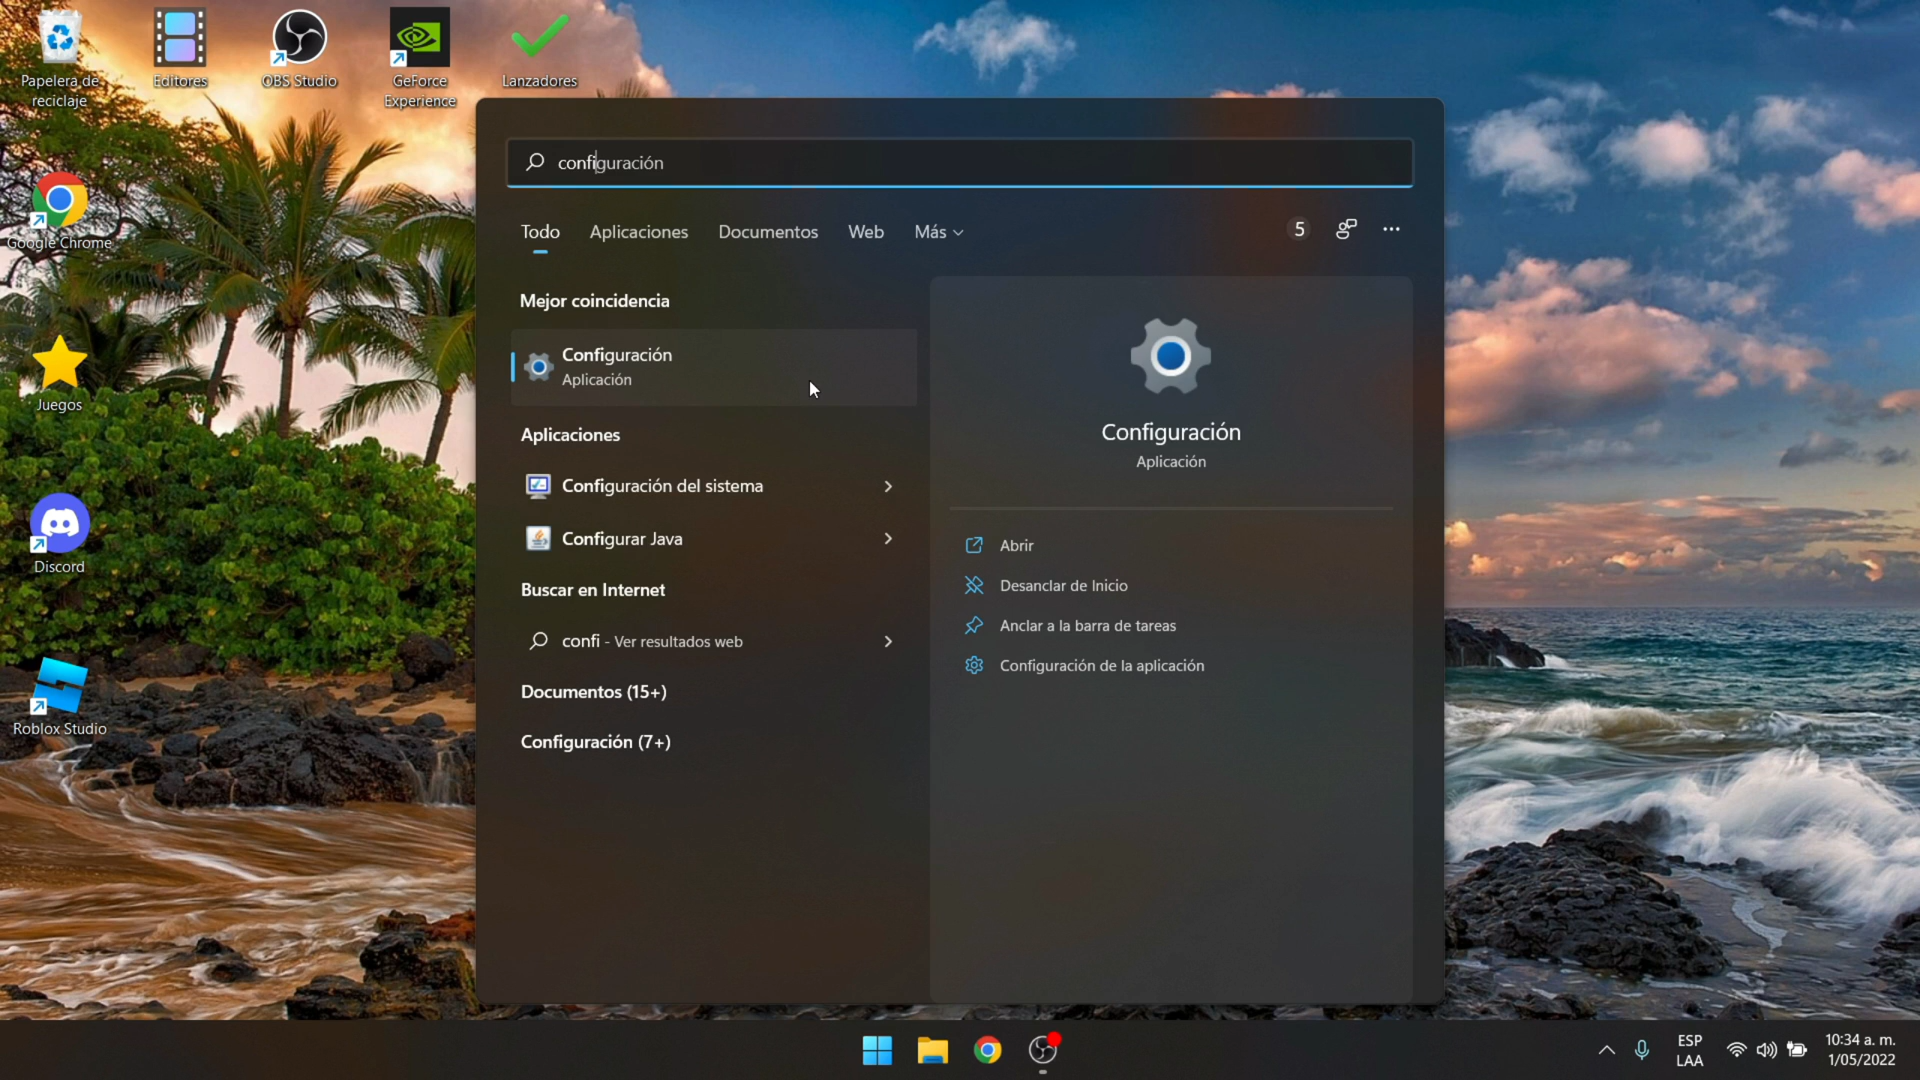 Papelera de
reciclaje
Editores
OBS Studio
GeForce
Experience
Lanzadores
Google Chrome
Juegos
Discord
Roblox Studio
configuración
Todo
Aplicaciones
Documentos
Web
Más
5
Mejor coincidencia
Configuración
Aplicación
Aplicaciones
Configuración del sistema
Configurar Java
Buscar en Internet
confi - Ver resultados web
Documentos (15+)
Configuración (7+)
Configuración
Aplicación
Abrir
Desanclar de Inicio
Anclar a la barra de tareas
Configuración de la aplicación
ESP
LAA
10:34 a. m.
1/05/2022